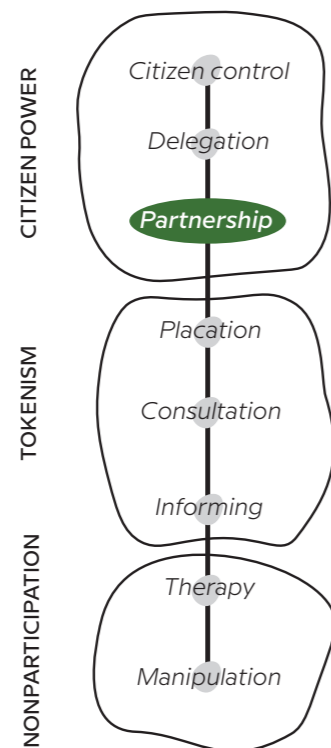 CITIZEN POWER
Citizen control
Delegation
Partnership
TOKENISM
Placation
Consultation
Informing
NONPARTICIPATION
Therapy
Manipulation